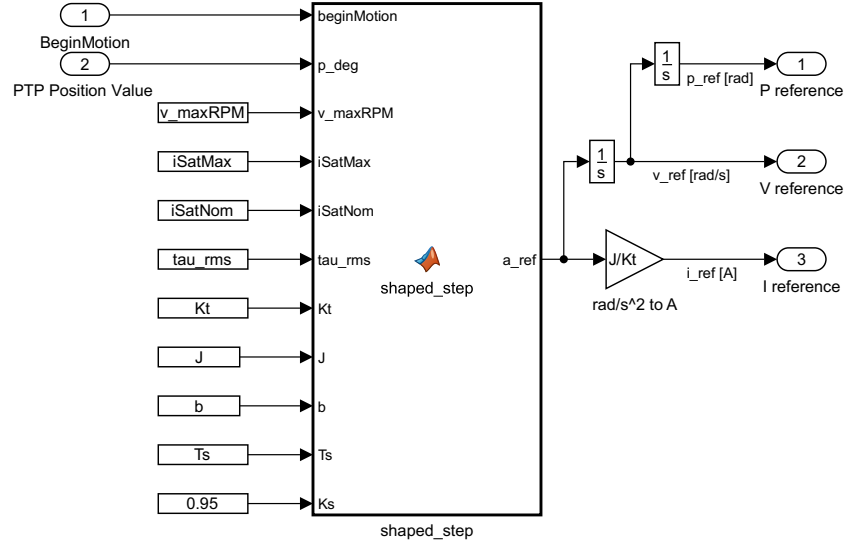 1
beginMotion
BeginMotion
2
p_deg
PTP Position Value
v_maxRPM
v_maxRPM
iSatMax
iSatMax
iSatNom
iSatNom
tau_rms
tau_rms
Kt
Kt
J
J
b
b
Ts
Ts
0.95
Ks
shaped_step
a_ref
shaped_step
1
s
p_ref [rad]
1
P reference
1
s
v_ref [rad/s]
2
V reference
J/Kt
i_ref [A]
3
I reference
rad/s^2 to A